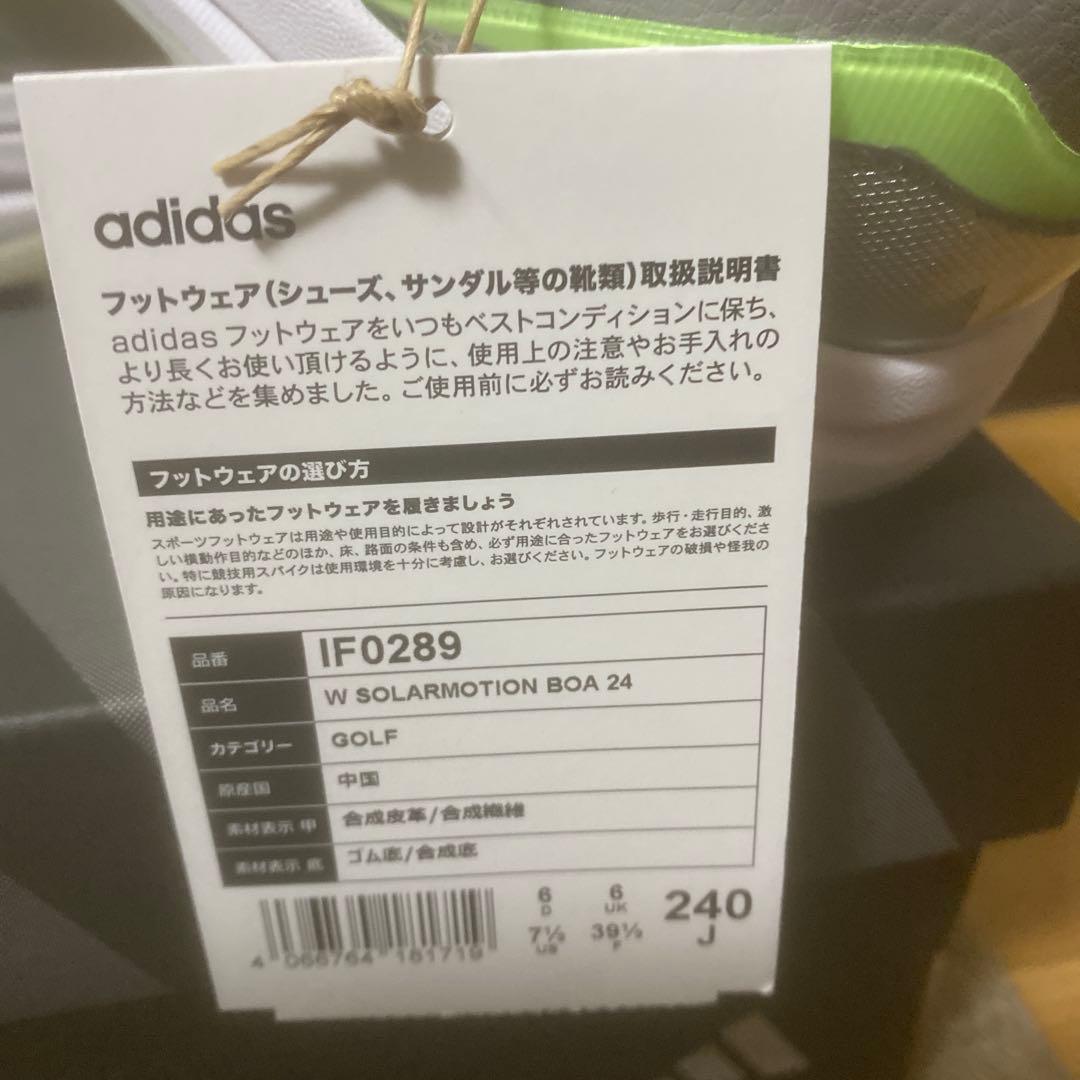 adidas
フットウェア(シューズ、サンダル等の靴類)取扱説明書
adidas フットウェアをいつもベストコンディションに保ち、
より長くお使い頂けるように、使用上の注意やお手入れの
方法などを集めました。ご使用前に必ずお読みください。
フットウェアの選び方
用途にあったフットウェアを履きましょう
スポーツフットウェアは用途や使用目的によって設計がそれぞれされています。歩行・走行目的、激
しい横動作目的などのほか、床、路面の条件も含め、必ず用途に合ったフットウェアをお選びくださ
い。特に競技用スパイクは使用環境を十分に考慮し、お選びください。フットウェアの破損や怪我の
原因になります。
品番 IF0289
品名 W SOLARMOTION BOA 24
カテゴリー GOLF
原産国 中国
素材表示 甲 合成皮革/合成繊維
素材表示 底 ゴム底/合成底
6 6 240
D UK J
7½ 39⅓
US F
4 066764 181719